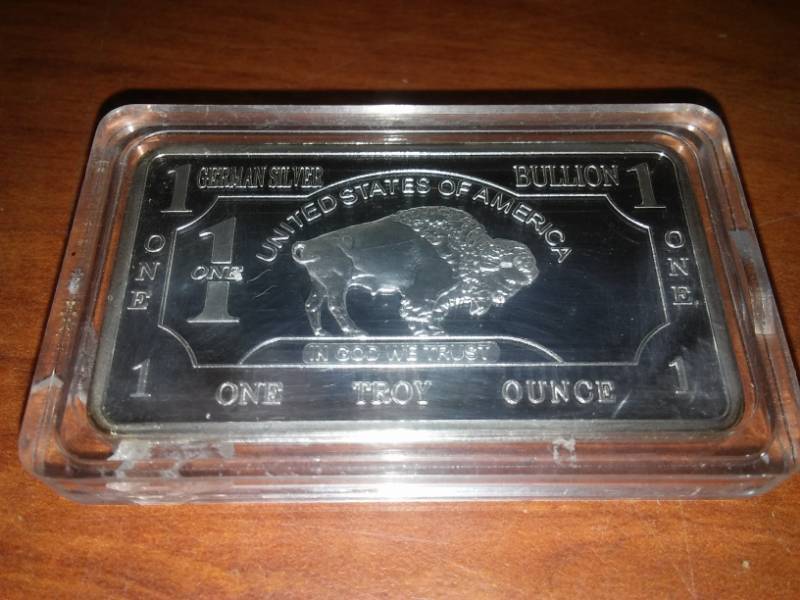 1 GERMAN SILVER BULLION 1
UNITED STATES OF AMERICA
ONE
1
ONE
ONE
IN GOD WE TRUST
1 ONE TROY OUNCE 1